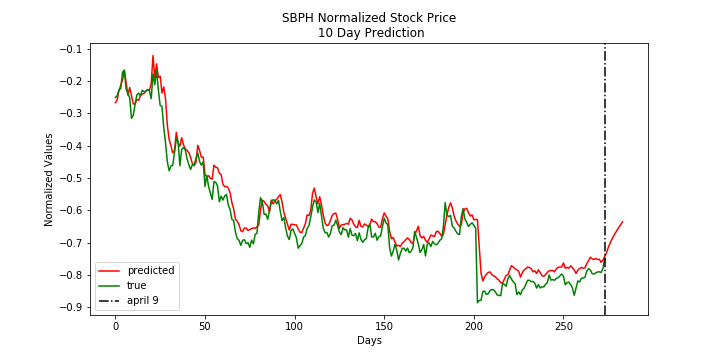 SBPH Normalized Stock Price
10 Day Prediction
−0.1
−0.2
−0.3
−0.4
−0.5
−0.6
−0.7
−0.8
−0.9
Normalized Values
predicted
true
april 9
0
50
100
150
200
250
Days